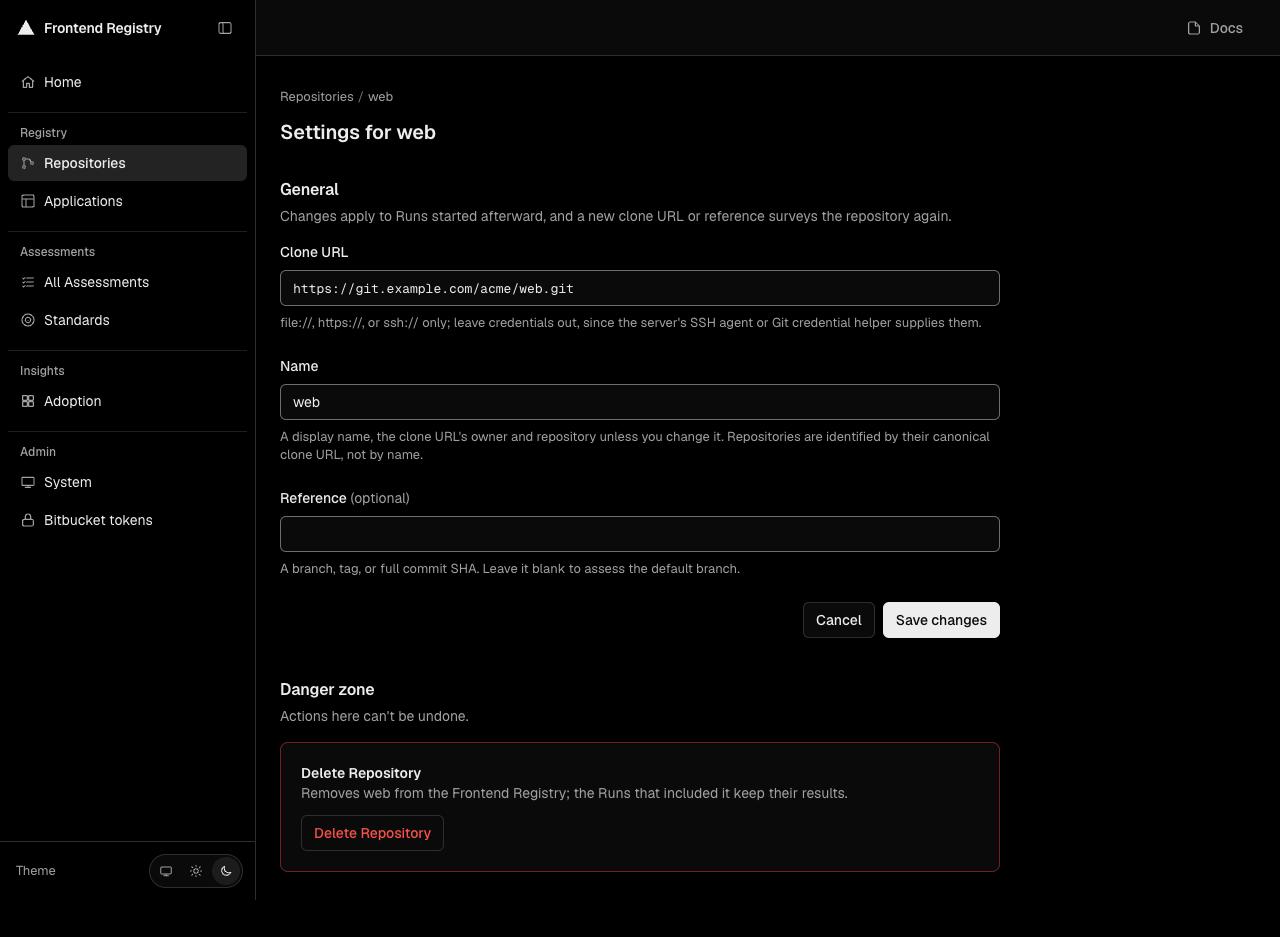 Frontend Registry
Docs
Home
Registry
Repositories
Applications
Assessments
All Assessments
Standards
Insights
Adoption
Admin
System
Bitbucket tokens
Theme
Repositories / web
Settings for web
General
Changes apply to Runs started afterward, and a new clone URL or reference surveys the repository again.
Clone URL
https://git.example.com/acme/web.git
file://, https://, or ssh:// only; leave credentials out, since the server's SSH agent or Git credential helper supplies them.
Name
web
A display name, the clone URL's owner and repository unless you change it. Repositories are identified by their canonical
clone URL, not by name.
Reference (optional)
A branch, tag, or full commit SHA. Leave it blank to assess the default branch.
Cancel
Save changes
Danger zone
Actions here can't be undone.
Delete Repository
Removes web from the Frontend Registry; the Runs that included it keep their results.
Delete Repository